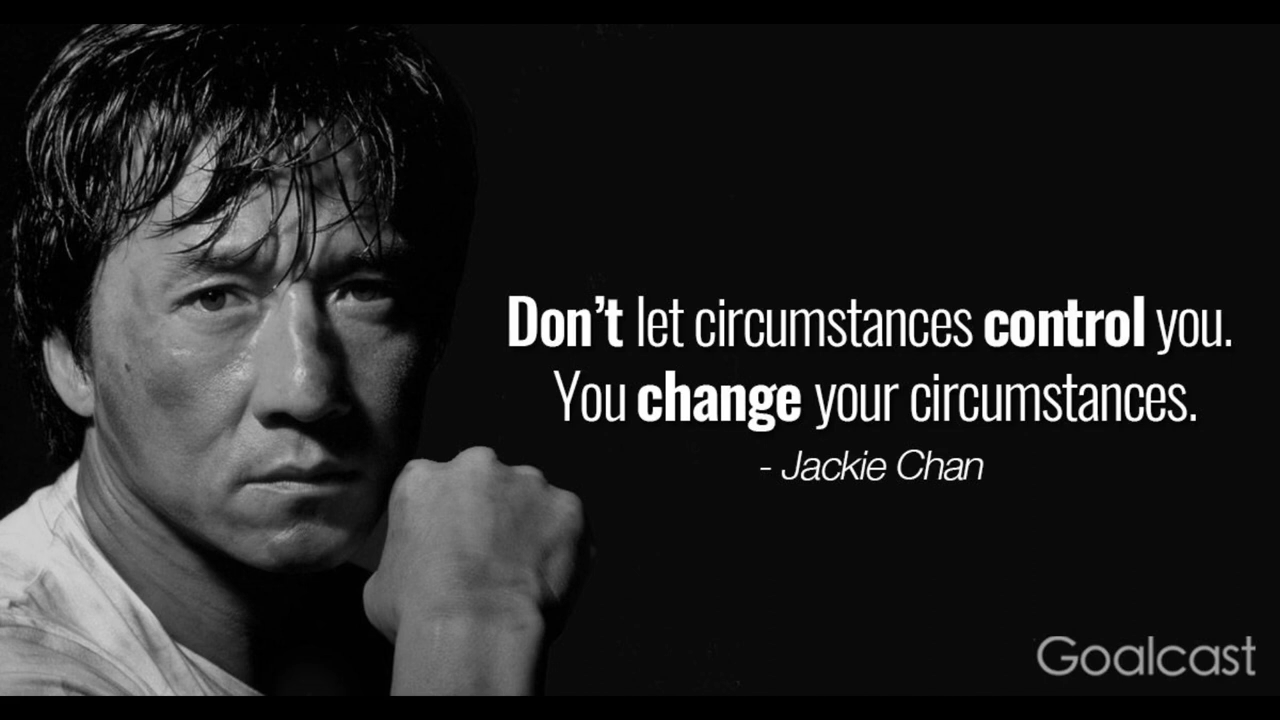 Don't let circumstances control you.
You change your circumstances.
- Jackie Chan
Goalcast